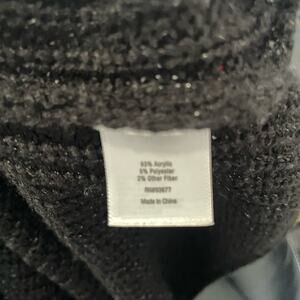 93% Acrylic
5% Polyester
2% Other Fiber
Made in China